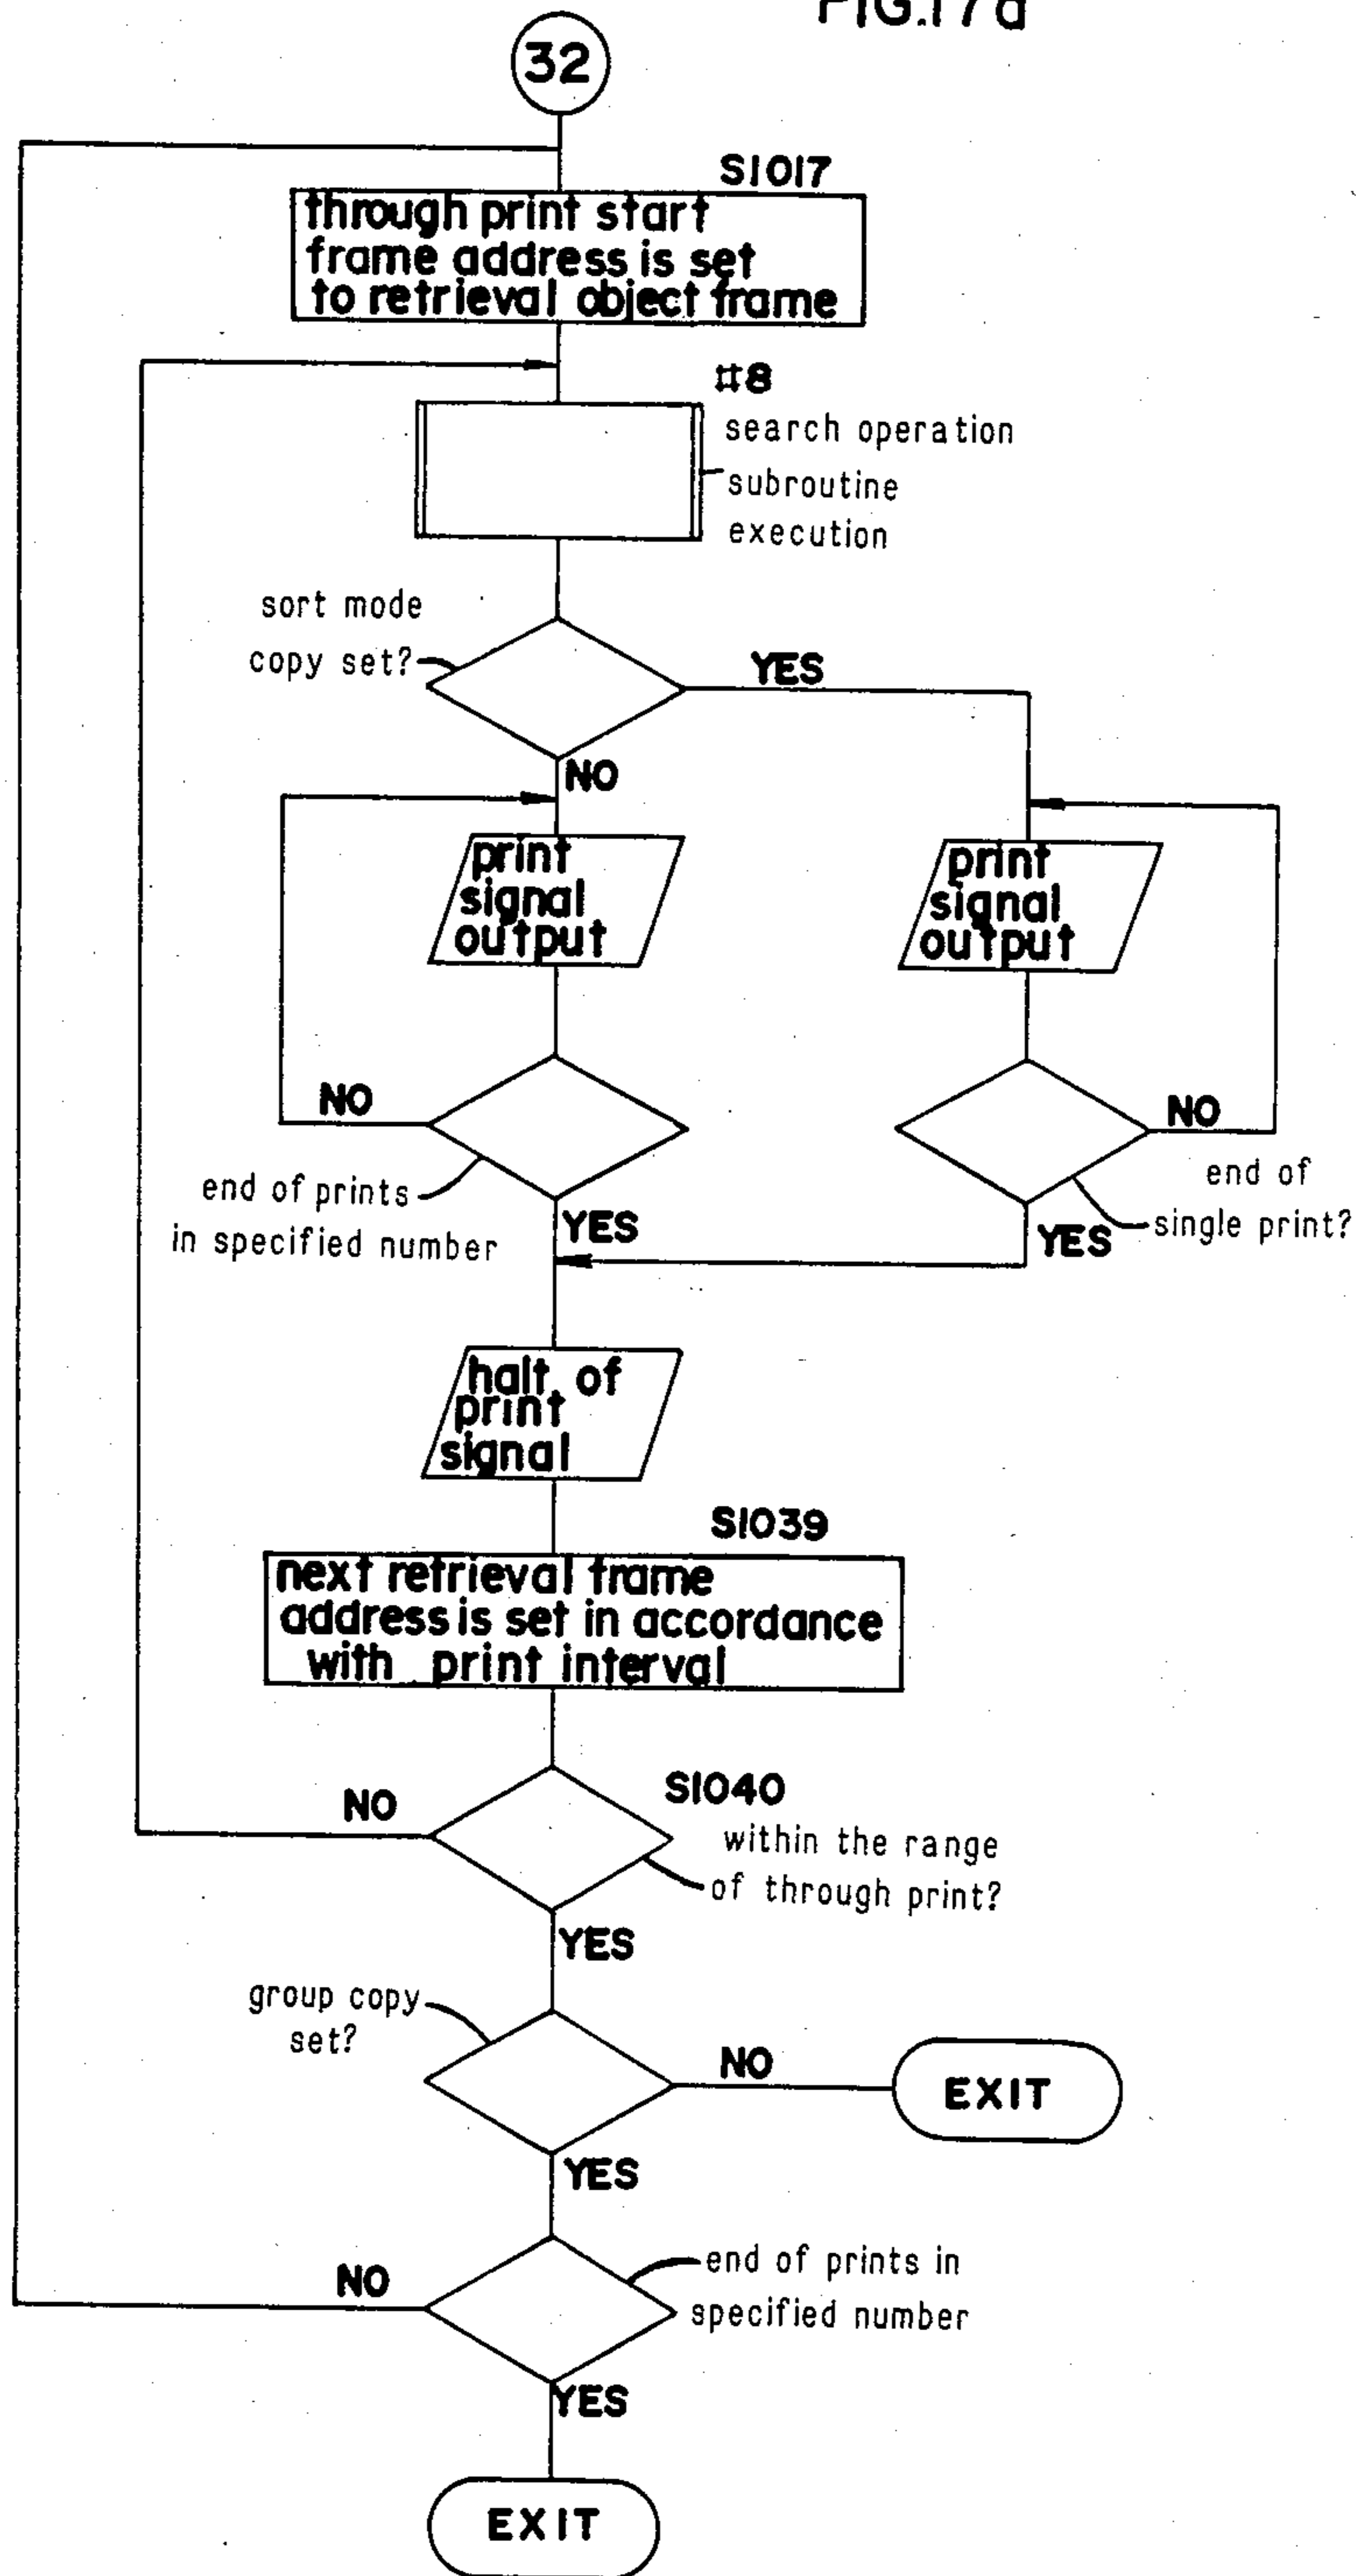 FIG.17d
32
S1017
through print start
frame address is set
to retrieval object frame
#8
search operation
subroutine
execution
sort mode
copy set?
YES
NO
print
signal
output
print
signal
output
NO
NO
end of prints
in specified number
end of
single print?
YES
YES
halt of
print
signal
S1039
next retrieval frame
address is set in accordance
with print interval
NO
S1040
within the range
of through print?
YES
group copy
set?
NO
EXIT
YES
NO
end of prints in
specified number
YES
EXIT